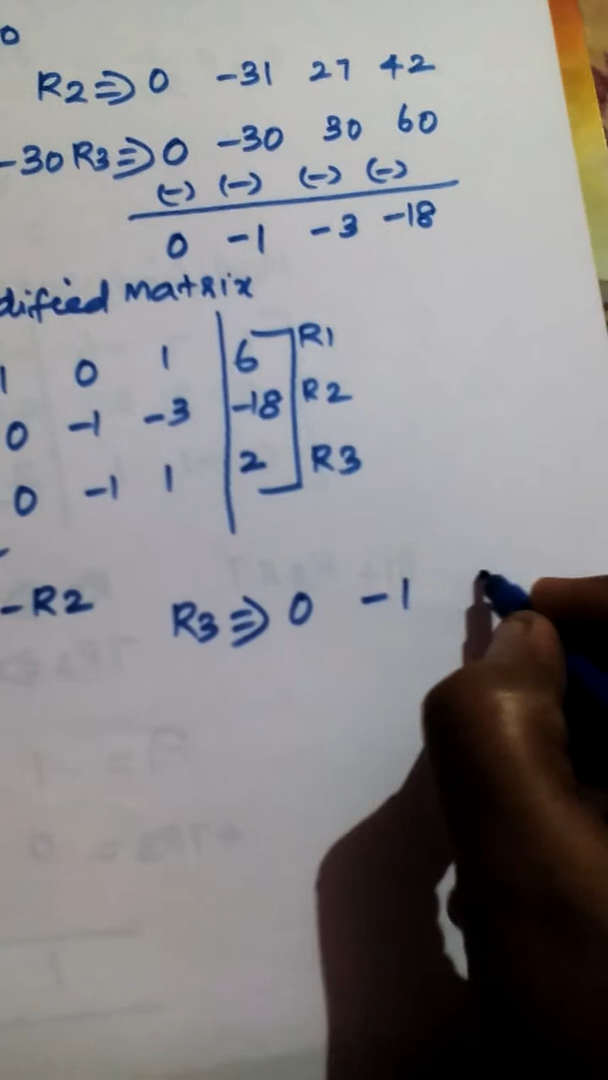 0
R2⇒ 0 -31 27 42
-30 R3⇒ 0 -30 30 60
(-) (-) (-) (-)
0 -1 -3 -18
dified matrix
1 0 1 | 6 ] R1
0 -1 -3 | -18 ] R2
0 -1 1 | 2 ] R3
-R2 R3⇒ 0 -1